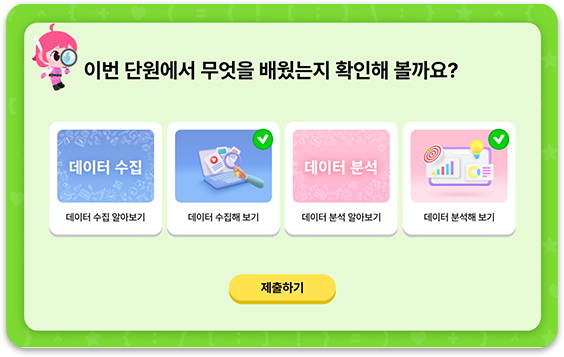 이번 단원에서 무엇을 배웠는지 확인해 볼까요?
데이터 수집
데이터 분석
데이터 수집 알아보기
데이터 수집해 보기
데이터 분석 알아보기
데이터 분석해 보기
제출하기